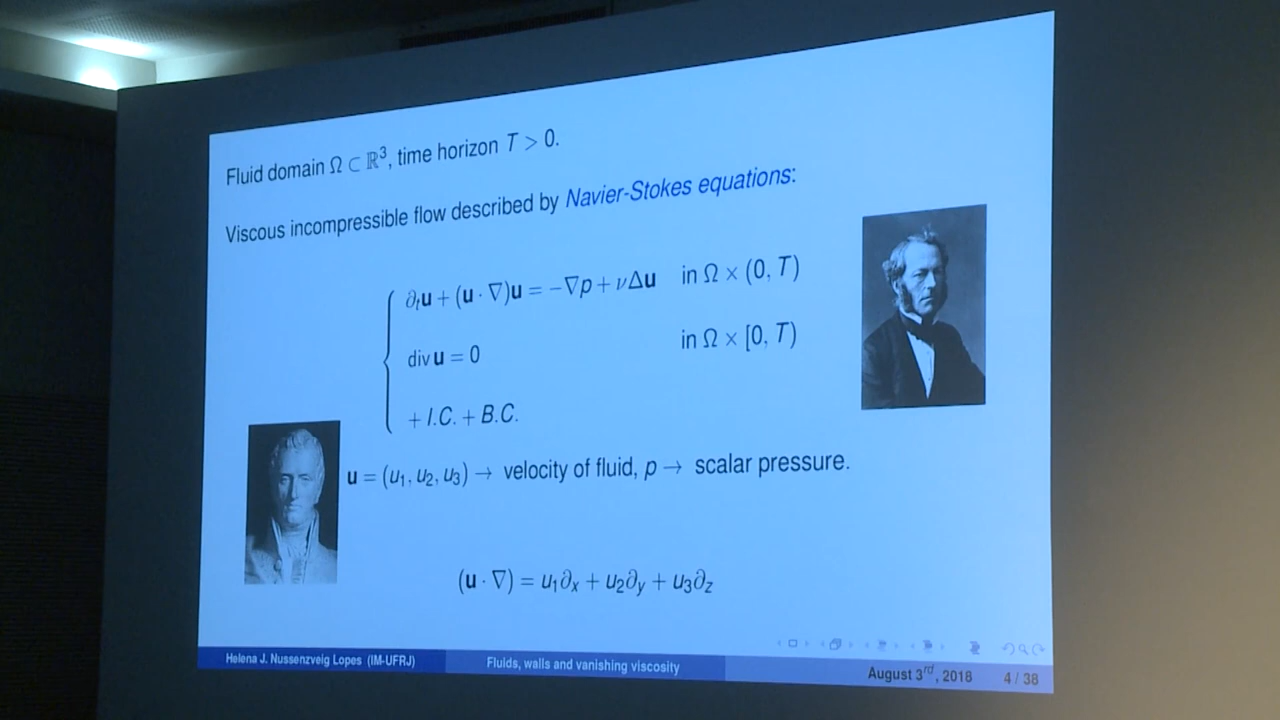 Fluid domain Ω ⊂ ℝ³, time horizon T > 0.
Viscous incompressible flow described by Navier-Stokes equations:
∂ₜu + (u · ∇)u = −∇p + νΔu in Ω × (0, T)
div u = 0 in Ω × [0, T)
+ I.C. + B.C.
u = (u₁, u₂, u₃) → velocity of fluid, p → scalar pressure.
(u · ∇) = u₁∂ₓ + u₂∂ᵧ + u₃∂z
Helena J. Nussenzveig Lopes (IM-UFRJ) Fluids, walls and vanishing viscosity August 3rd, 2018 4 / 38